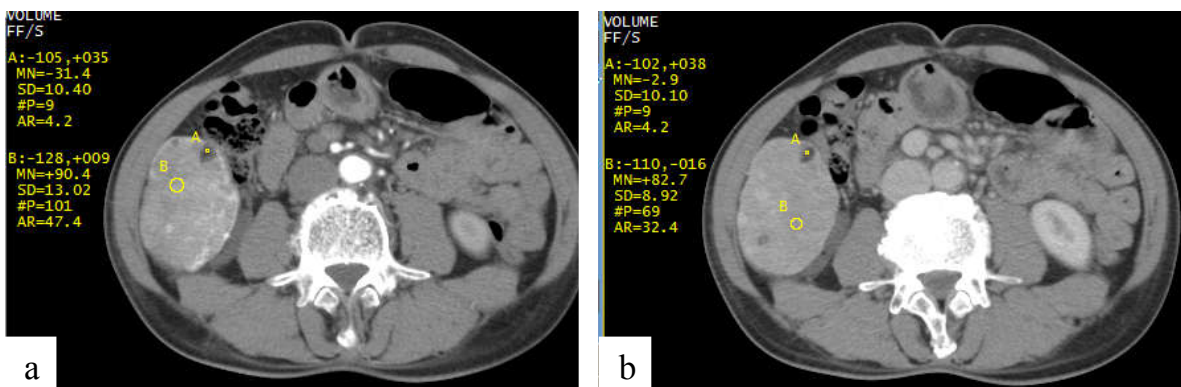 VOLUME
FF/S
A:-105,+035
MN=-31.4
SD=10.40
#P=9
AR=4.2
B:-128,+009
MN=+90.4
SD=13.02
#P=101
AR=47.4
A
B
a
VOLUME
FF/S
A:-102,+038
MN=-2.9
SD=10.10
#P=9
AR=4.2
B:-110,-016
MN=+82.7
SD=8.92
#P=69
AR=32.4
A
B
b